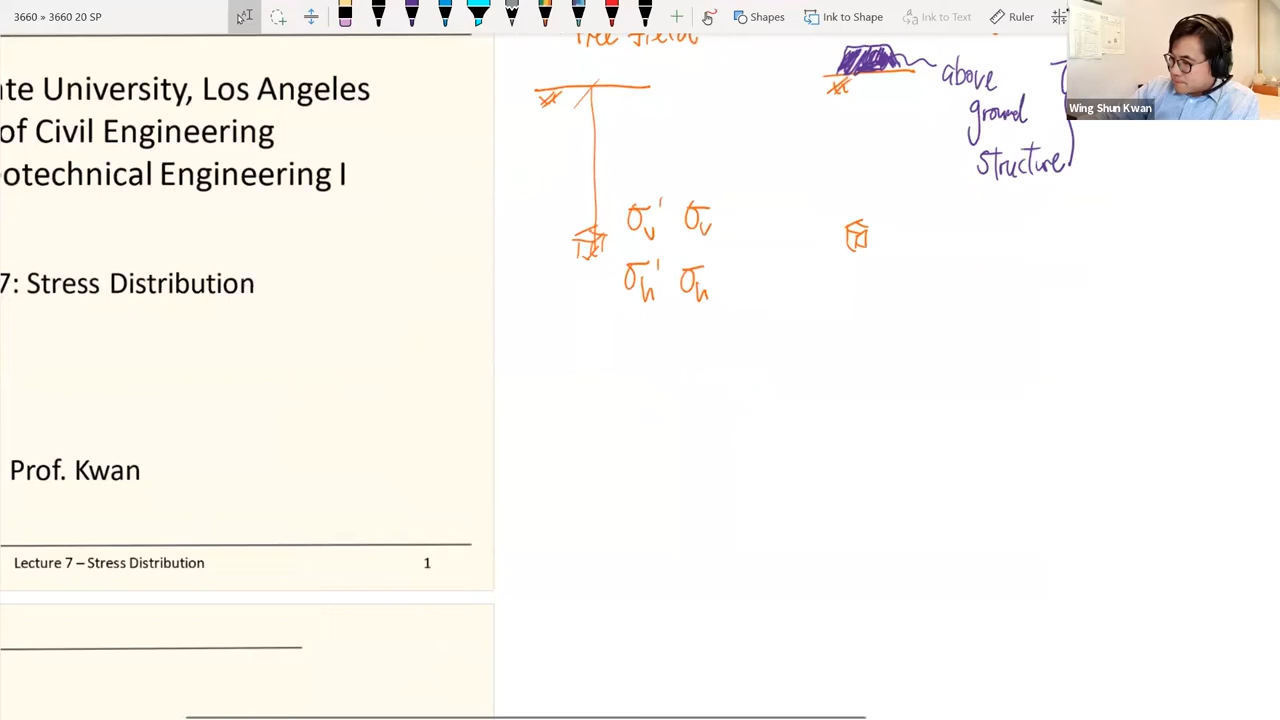 3660 » 3660 20 SP
Shapes
Ink to Shape
Ink to Text
Ruler
Wing Shun Kwan
ate University, Los Angeles
of Civil Engineering
otechnical Engineering I
7: Stress Distribution
Prof. Kwan
Lecture 7 – Stress Distribution 1
free field
σv' σv
σh' σh
above
ground
structure